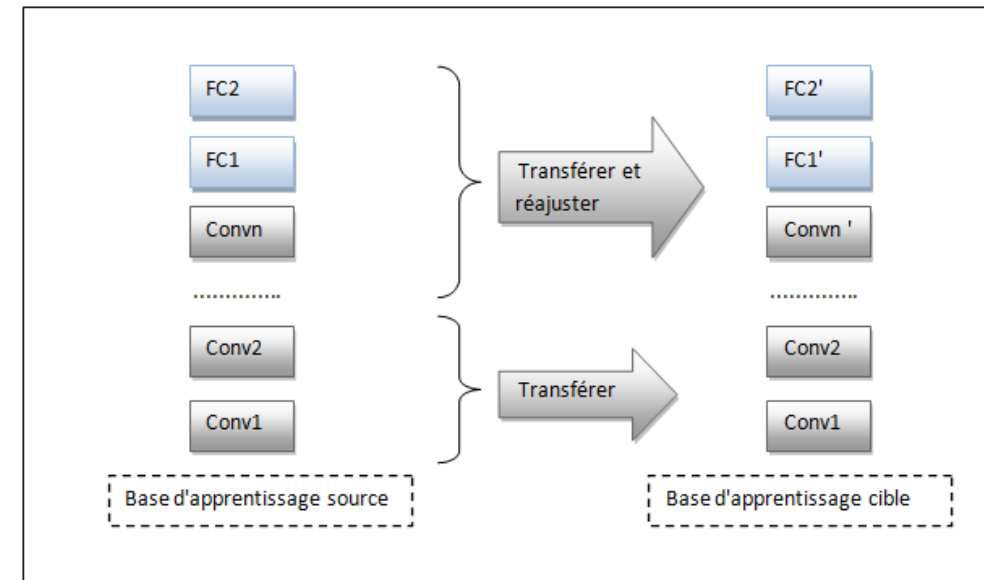 FC2
FC1
Convn
..............
Conv2
Conv1
Base d'apprentissage source
Transférer et
réajuster
Transférer
FC2'
FC1'
Convn '
..............
Conv2
Conv1
Base d'apprentissage cible